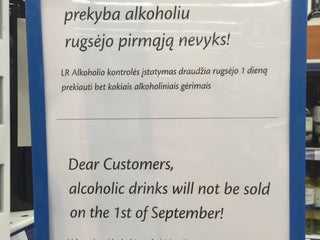 prekyba alkoholiu
rugsėjo pirmąją nevyks!
LR Alkoholio kontrolės įstatymas draudžia rugsėjo 1 dieną
prekiauti bet kokiais alkoholiniais gėrimais
Dear Customers,
alcoholic drinks will not be sold
on the 1st of September!